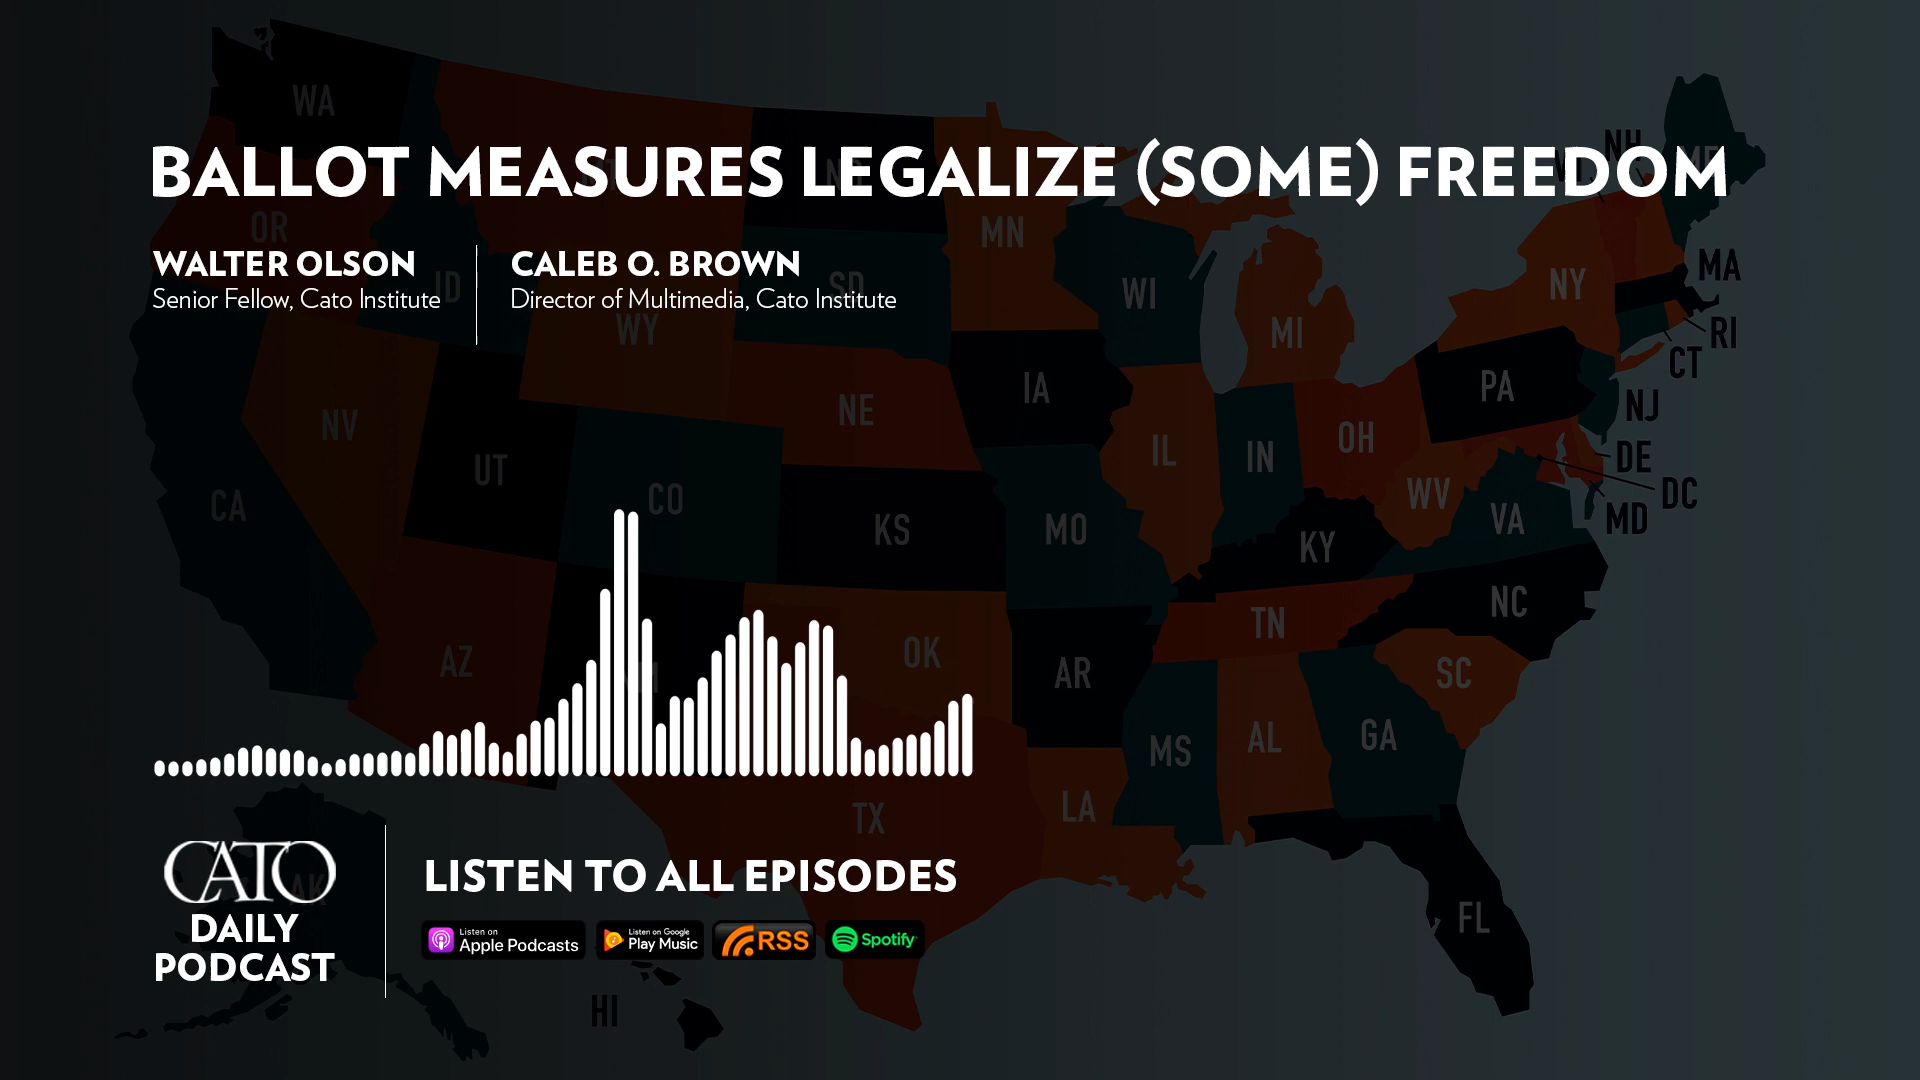 BALLOT MEASURES LEGALIZE (SOME) FREEDOM
WALTER OLSON
Senior Fellow, Cato Institute
CALEB O. BROWN
Director of Multimedia, Cato Institute
WA
OR
ID
SD
WY
MN
WI
MI
NY
NH
ME
MA
RI
CT
NJ
DE
DC
MD
PA
IA
NE
NV
UT
CO
CA
KS
MO
IL
IN
OH
WV
VA
KY
NC
TN
SC
AZ
OK
AR
MS
AL
GA
TX
LA
FL
AK
HI
CATO
DAILY
PODCAST
LISTEN TO ALL EPISODES
Listen on
Apple Podcasts
Listen on Google
Play Music
RSS
Spotify